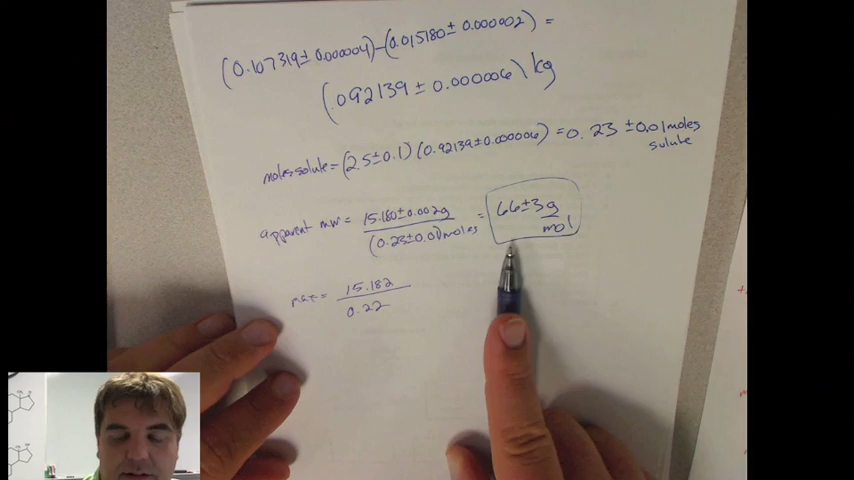 (0.107319±0.000004)-(0.015180±0.000002)=
(.092139±0.000006) kg
moles solute=(2.5±0.1)(0.92139±0.000006)=0.23±0.01 moles
solute
apparent mw = 15.180±0.002g / (0.23±0.01)moles = 66±3 g/mol
= 15.182 / 0.22